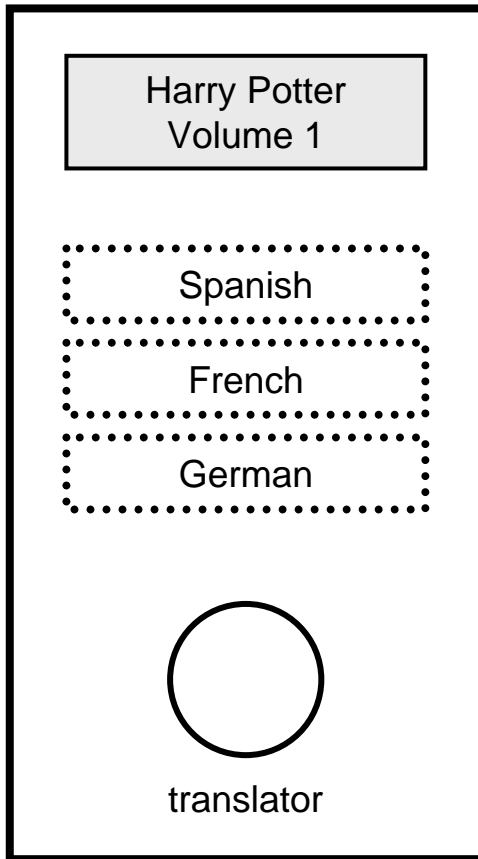 Harry Potter
Volume 1
Spanish
French
German
translator